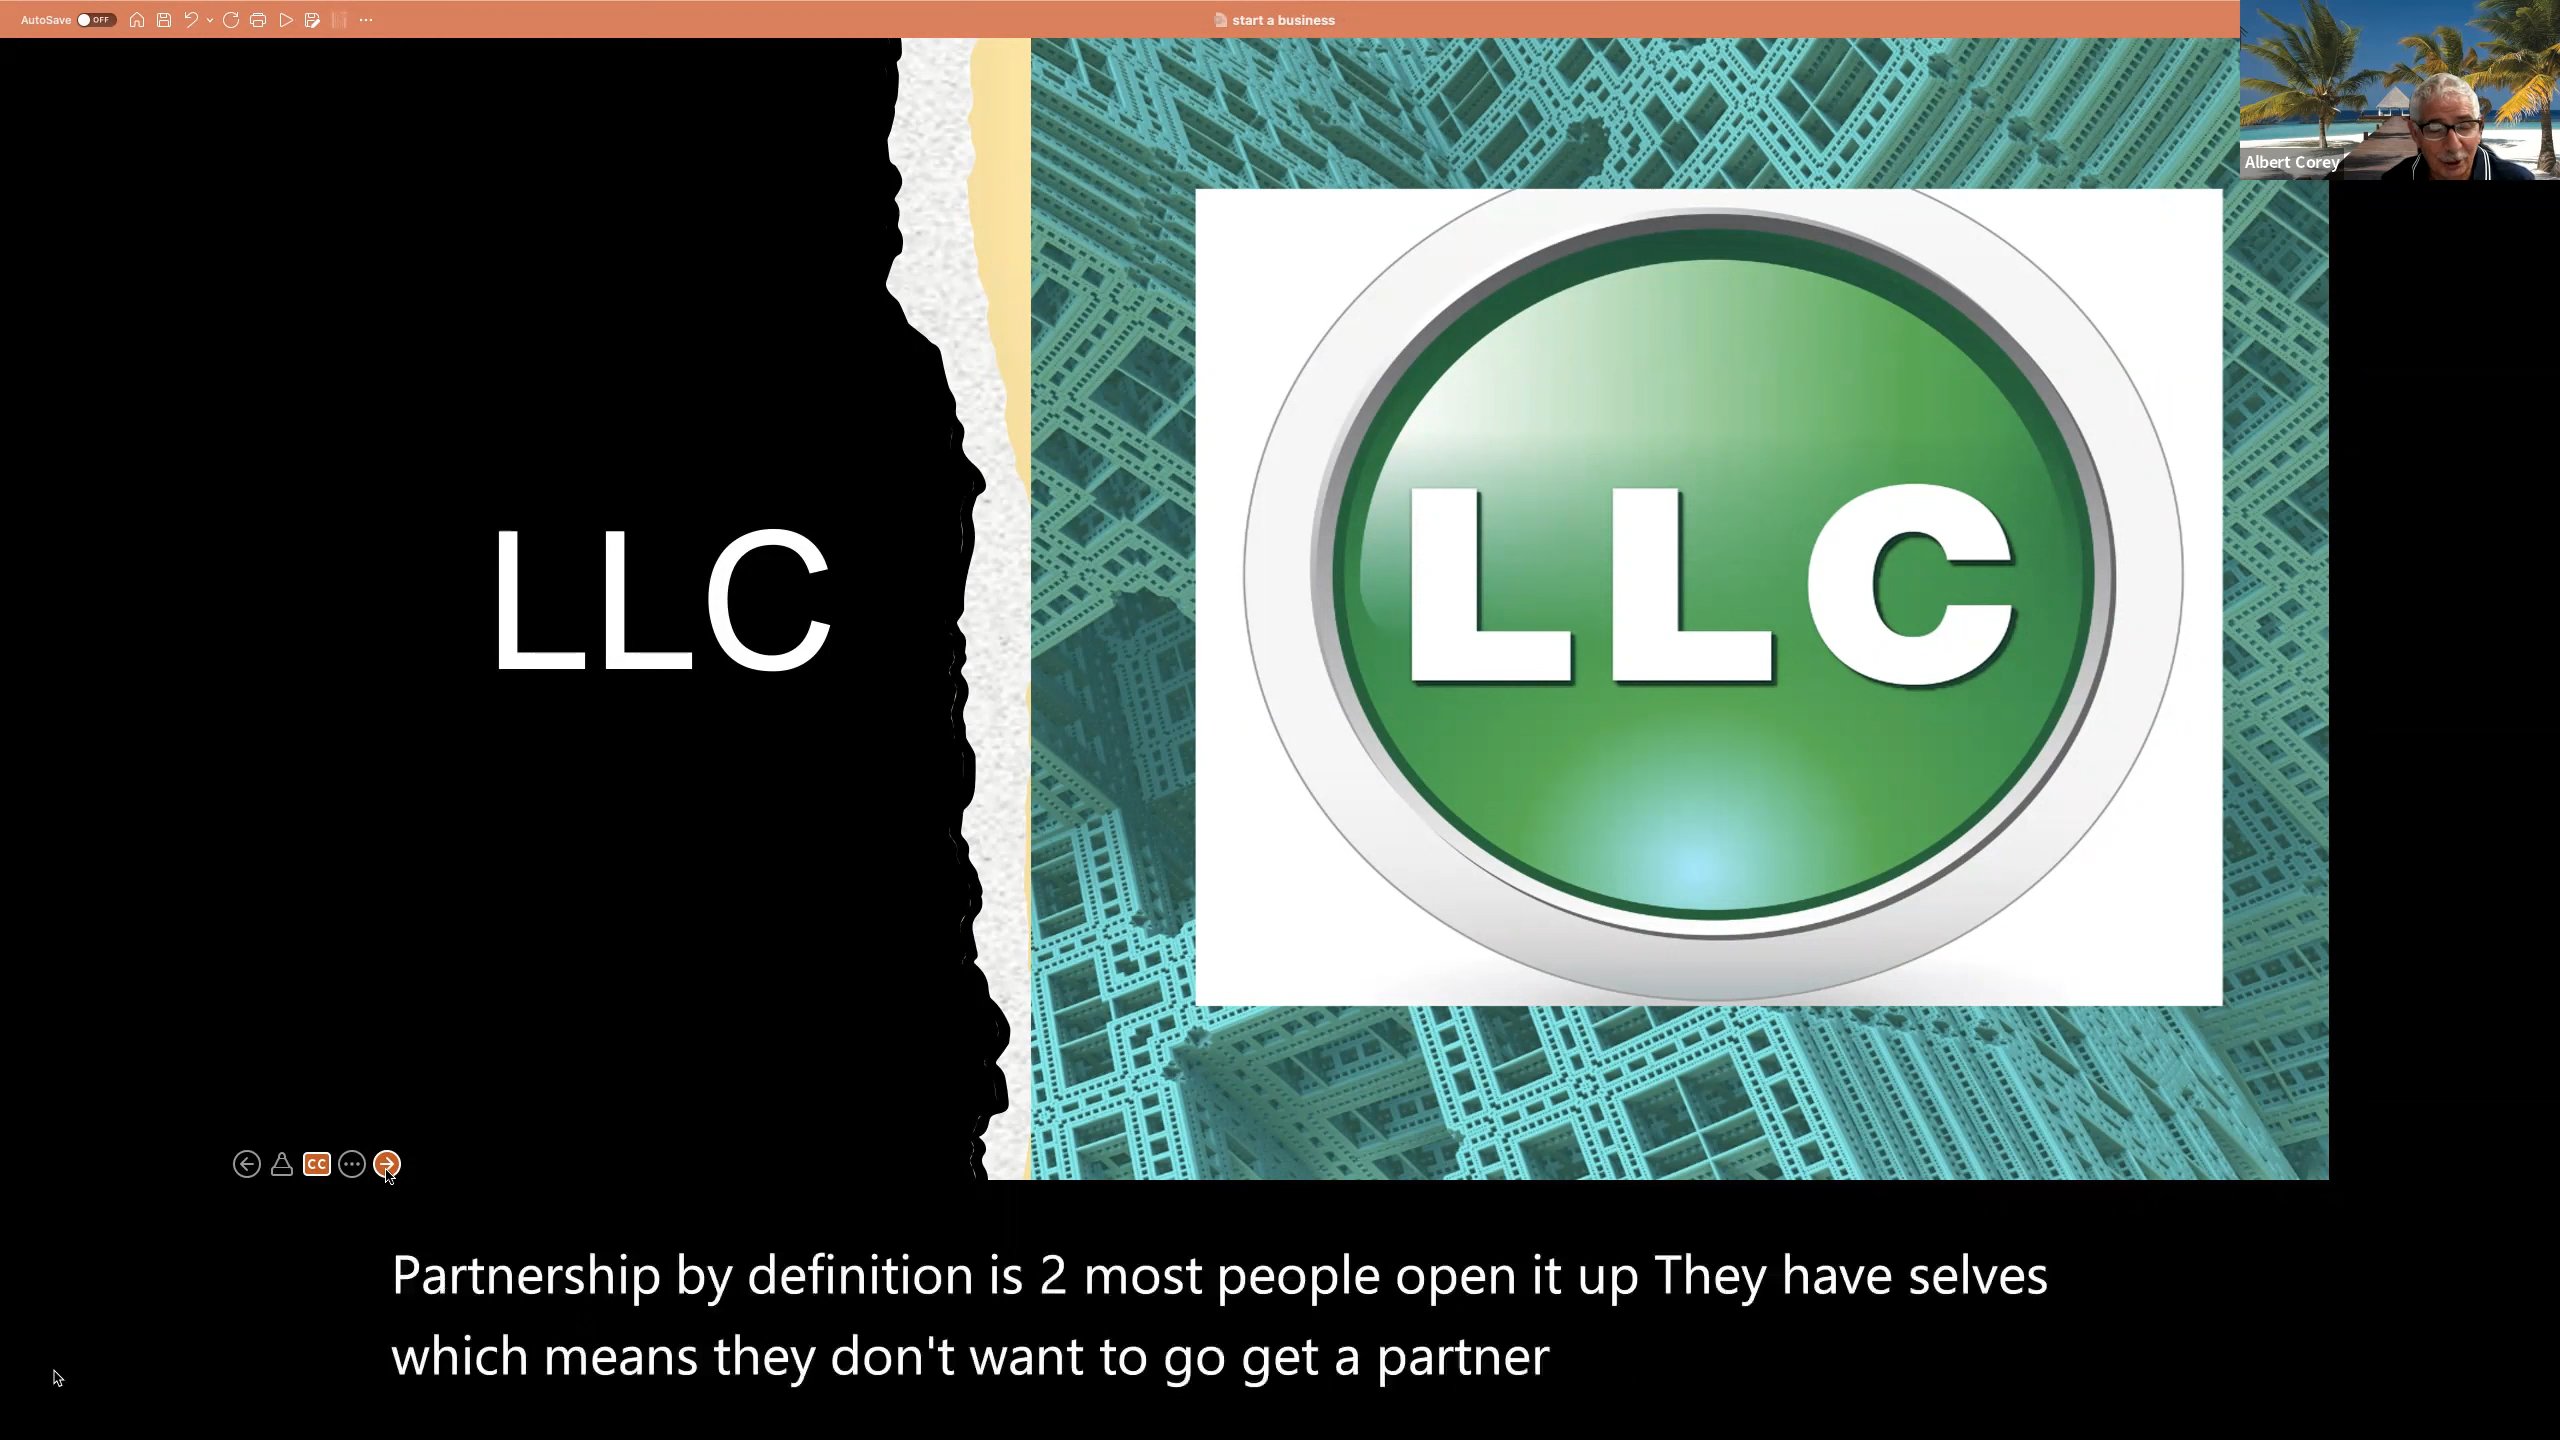 AutoSave OFF
start a business
Albert Corey
LLC
LLC
CC
Partnership by definition is 2 most people open it up They have selves
which means they don't want to go get a partner